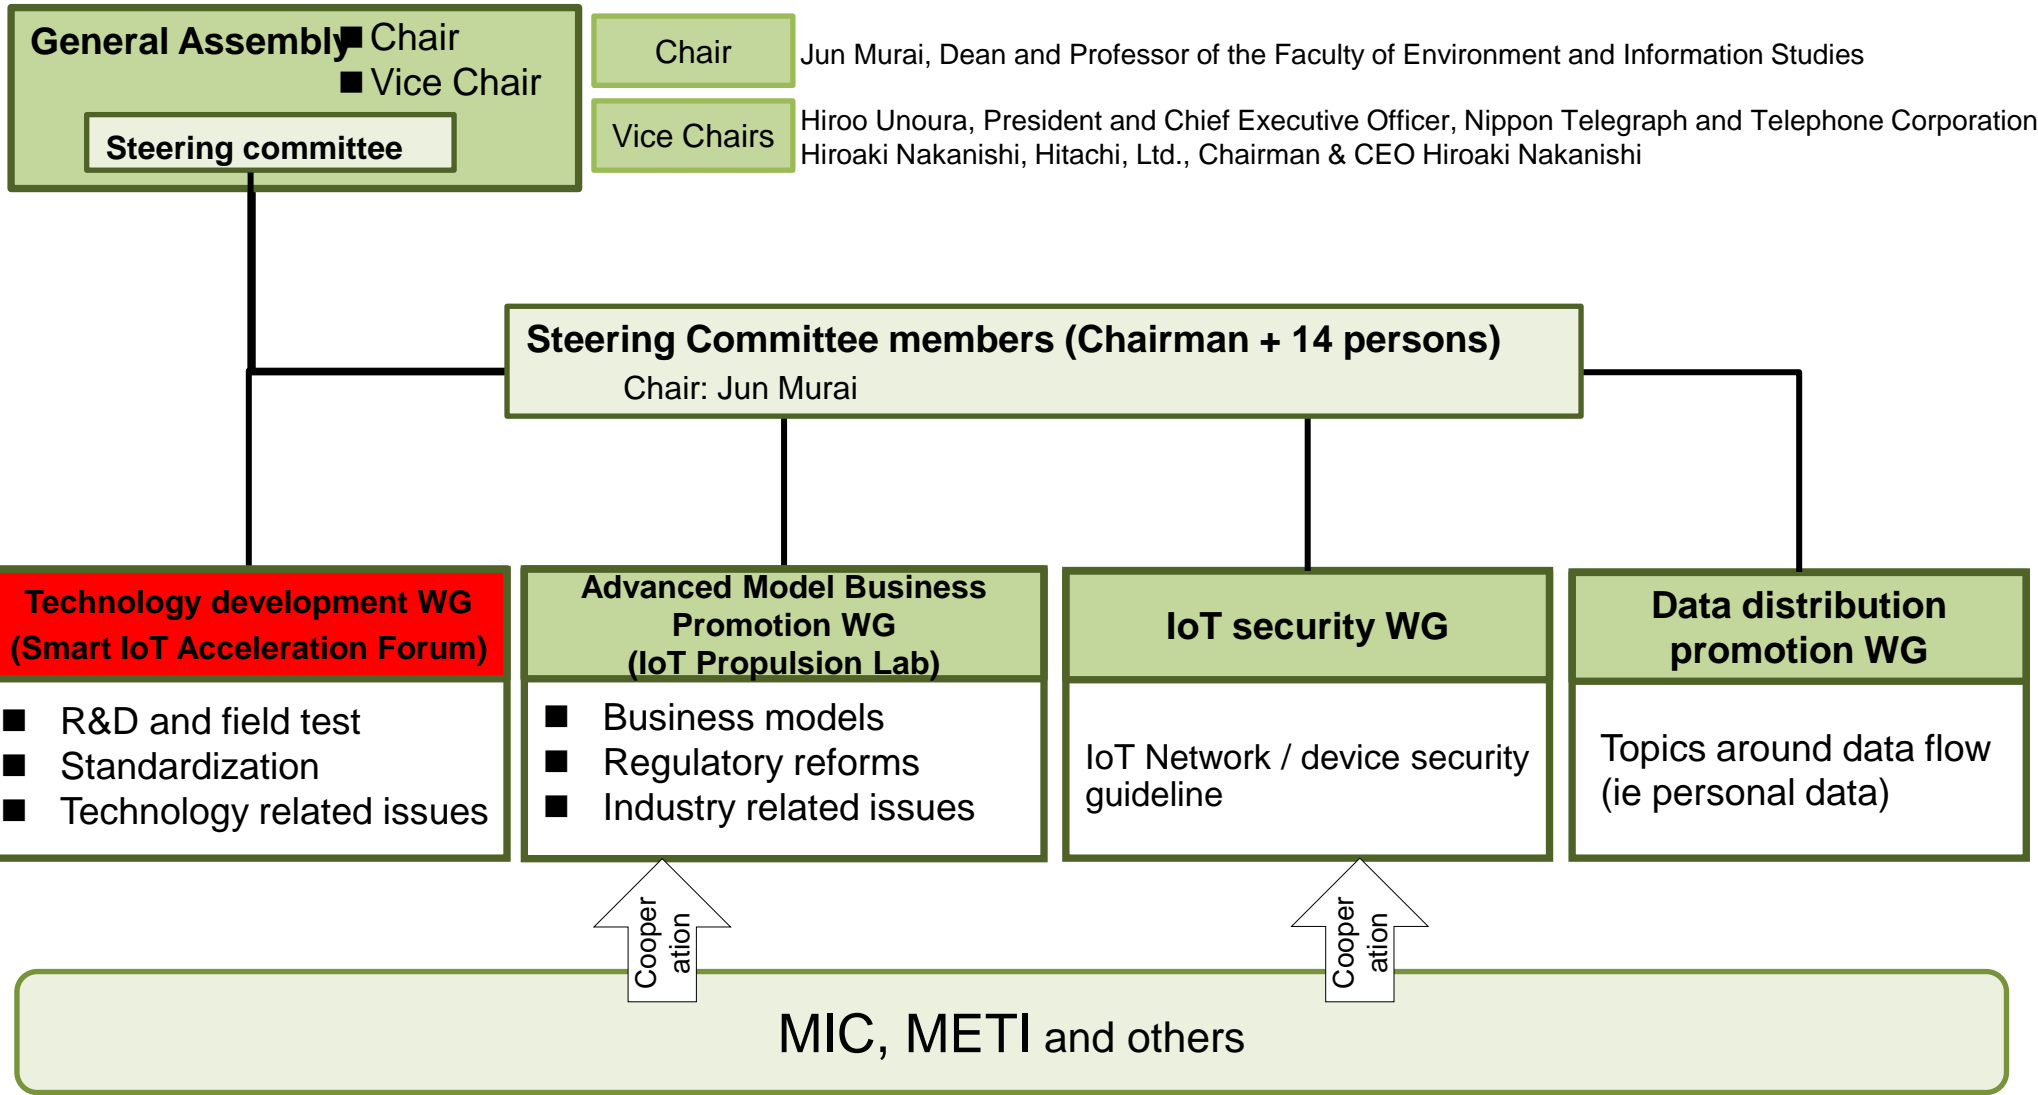 General Assembly
■ Chair
■ Vice Chair
Steering committee
Chair
Jun Murai, Dean and Professor of the Faculty of Environment and Information Studies
Vice Chairs
Hiroo Unoura, President and Chief Executive Officer, Nippon Telegraph and Telephone Corporation
Hiroaki Nakanishi, Hitachi, Ltd., Chairman & CEO Hiroaki Nakanishi
Steering Committee members (Chairman + 14 persons)
Chair: Jun Murai
Technology development WG
(Smart IoT Acceleration Forum)
■ R&D and field test
■ Standardization
■ Technology related issues
Advanced Model Business
Promotion WG
(IoT Propulsion Lab)
■ Business models
■ Regulatory reforms
■ Industry related issues
IoT security WG
IoT Network / device security
guideline
Data distribution
promotion WG
Topics around data flow
(ie personal data)
Cooper
ation
Cooper
ation
MIC, METI and others